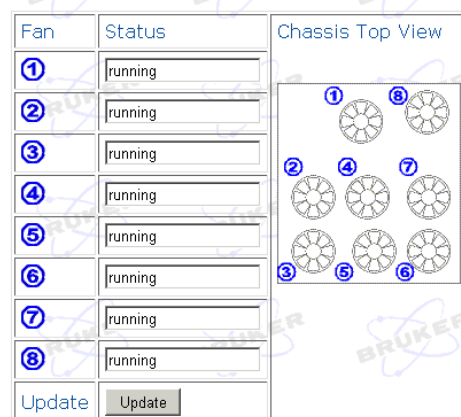 Fan Status Chassis Top View
1 running
2 running
3 running
4 running
5 running
6 running
7 running
8 running
Update Update
1 8
2 4 7
3 5 6
BRUKER
BRUKER
BRUKER